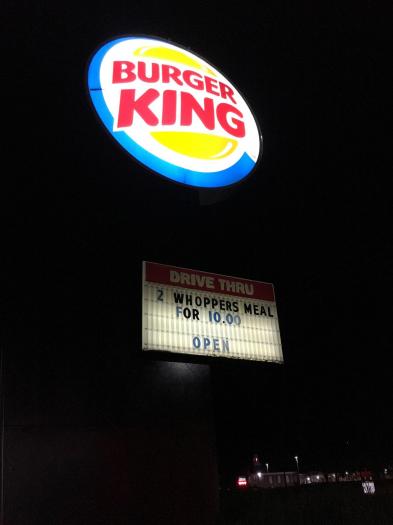 BURGER
KING
DRIVE THRU
2 WHOPPERS MEAL
FOR 10.00
OPEN